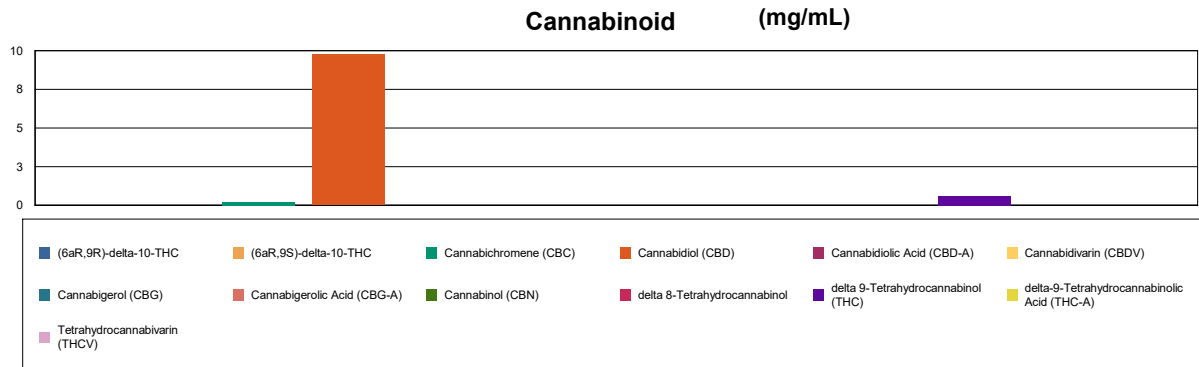 Cannabinoid (mg/mL)
10
8
5
3
0
(6aR,9R)-delta-10-THC
(6aR,9S)-delta-10-THC
Cannabichromene (CBC)
Cannabidiol (CBD)
Cannabidiolic Acid (CBD-A)
Cannabidivarin (CBDV)
Cannabigerol (CBG)
Cannabigerolic Acid (CBG-A)
Cannabinol (CBN)
delta 8-Tetrahydrocannabinol
delta 9-Tetrahydrocannabinol
(THC)
delta-9-Tetrahydrocannabinolic
Acid (THC-A)
Tetrahydrocannabivarin
(THCV)